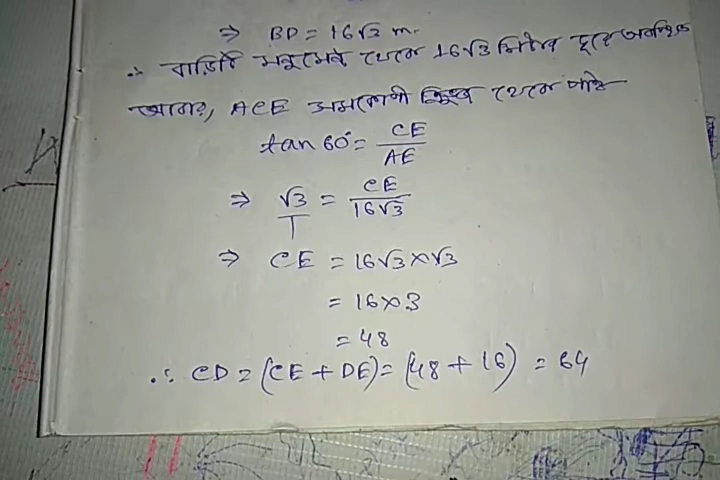 ⇒ BD = 16√3 m.
∴ বাড়িটি মনুমেন্ট থেকে 16√3 মিটার দূরে অবস্থিত
আবার, ACE সমকোণী ত্রিভুজ থেকে পাই
tan 60° = CE / AE
⇒ √3 / 1 = CE / 16√3
⇒ CE = 16√3 × √3
= 16 × 3
= 48
∴ CD = (CE + DE) = (48 + 16) = 64